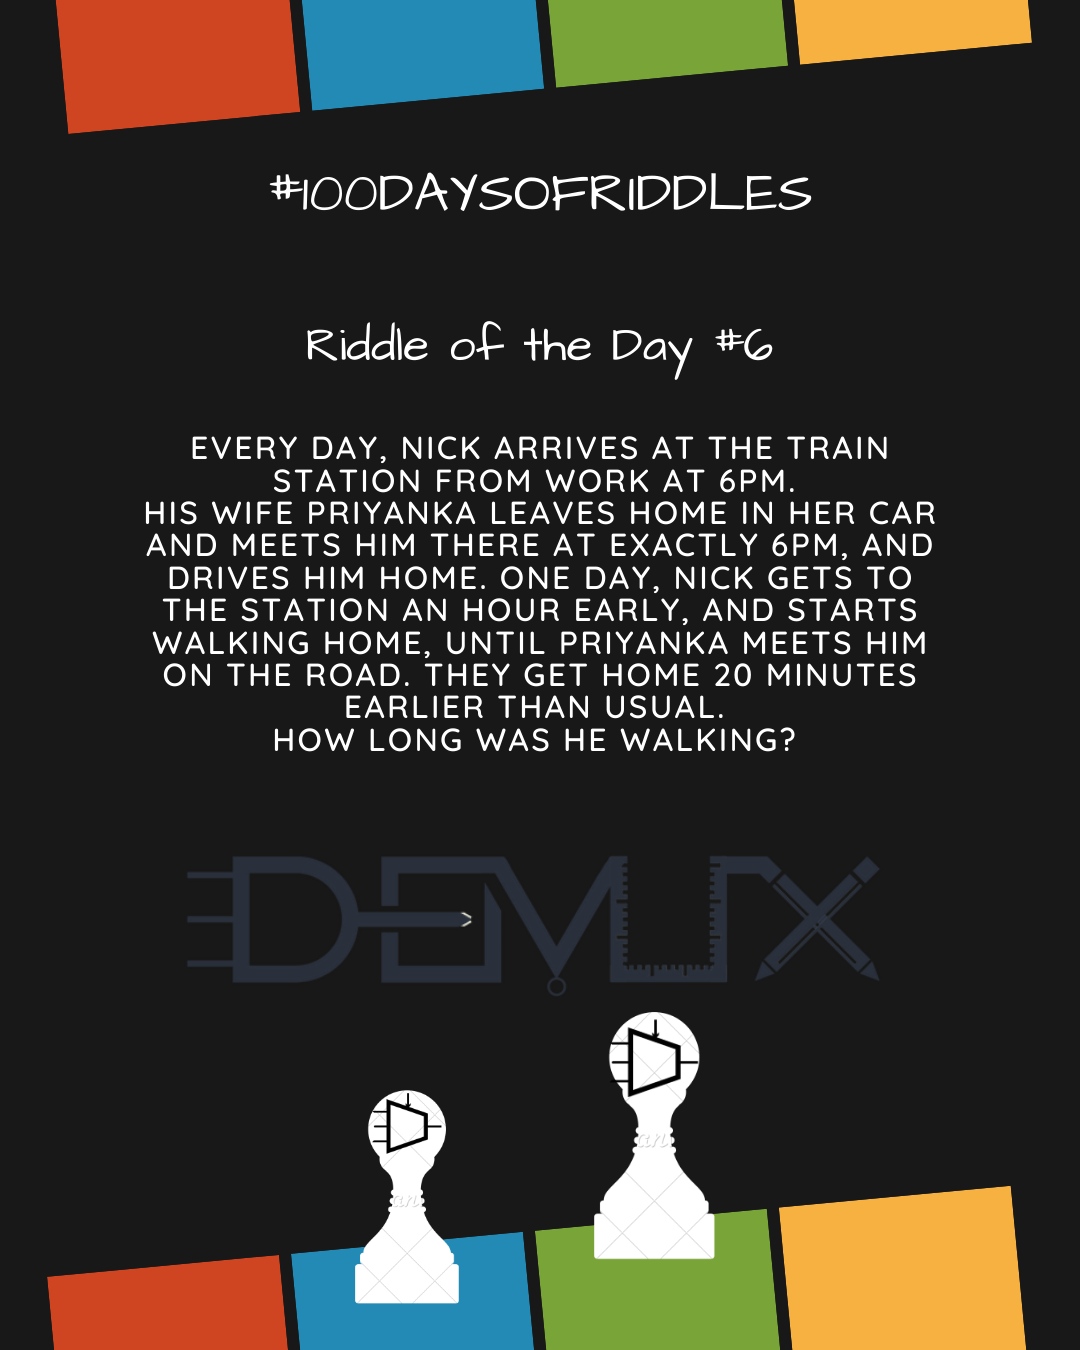 #100DAYSOFRIDDLES
Riddle of the Day #6
EVERY DAY, NICK ARRIVES AT THE TRAIN
STATION FROM WORK AT 6PM.
HIS WIFE PRIYANKA LEAVES HOME IN HER CAR
AND MEETS HIM THERE AT EXACTLY 6PM, AND
DRIVES HIM HOME. ONE DAY, NICK GETS TO
THE STATION AN HOUR EARLY, AND STARTS
WALKING HOME, UNTIL PRIYANKA MEETS HIM
ON THE ROAD. THEY GET HOME 20 MINUTES
EARLIER THAN USUAL.
HOW LONG WAS HE WALKING?
DEMUX